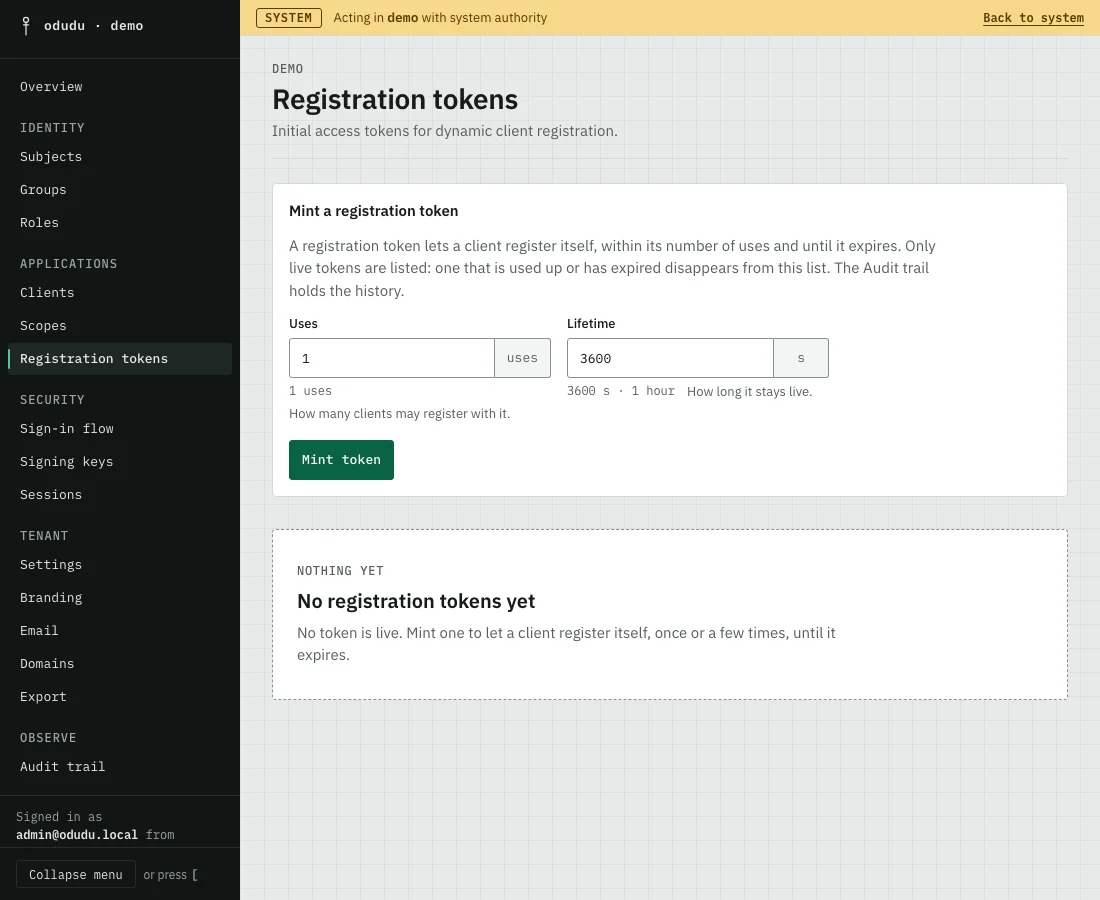 odudu · demo
Overview
IDENTITY
Subjects
Groups
Roles
APPLICATIONS
Clients
Scopes
Registration tokens
SECURITY
Sign-in flow
Signing keys
Sessions
TENANT
Settings
Branding
Email
Domains
Export
OBSERVE
Audit trail
Signed in as
admin@odudu.local from
Collapse menu or press [
SYSTEM Acting in demo with system authority Back to system
DEMO
Registration tokens
Initial access tokens for dynamic client registration.
Mint a registration token
A registration token lets a client register itself, within its number of uses and until it expires. Only
live tokens are listed: one that is used up or has expired disappears from this list. The Audit trail
holds the history.
Uses Lifetime
1 uses 3600 s
1 uses 3600 s · 1 hour How long it stays live.
How many clients may register with it.
Mint token
NOTHING YET
No registration tokens yet
No token is live. Mint one to let a client register itself, once or a few times, until it
expires.